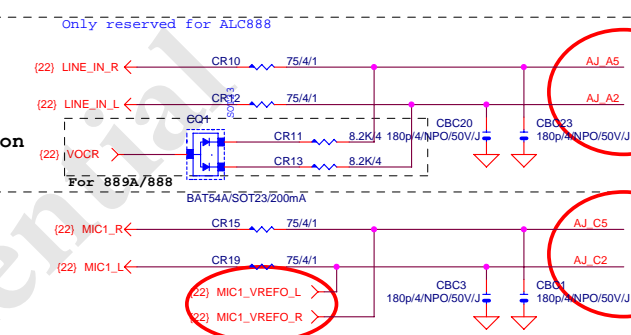 Only reserved for ALC888
{22} LINE_IN_R
CR10
75/4/1
AJ_A5
{22} LINE_IN_L
CR12
75/4/1
AJ_A2
CQ1
on
CBC20
180p/4/NPO/50V/J
CBC23
180p/4/NPO/50V/J
CR11
8.2K/4
{22} VOCR
CR13
8.2K/4
For 889A/888
BAT54A/SOT23/200mA
{22} MIC1_R
CR15
75/4/1
AJ_C5
{22} MIC1_L
CR19
75/4/1
AJ_C2
{22} MIC1_VREFO_L
CBC3
180p/4/NPO/50V/J
180p/4/NPO/50V/J
{22} MIC1_VREFO_R
ential